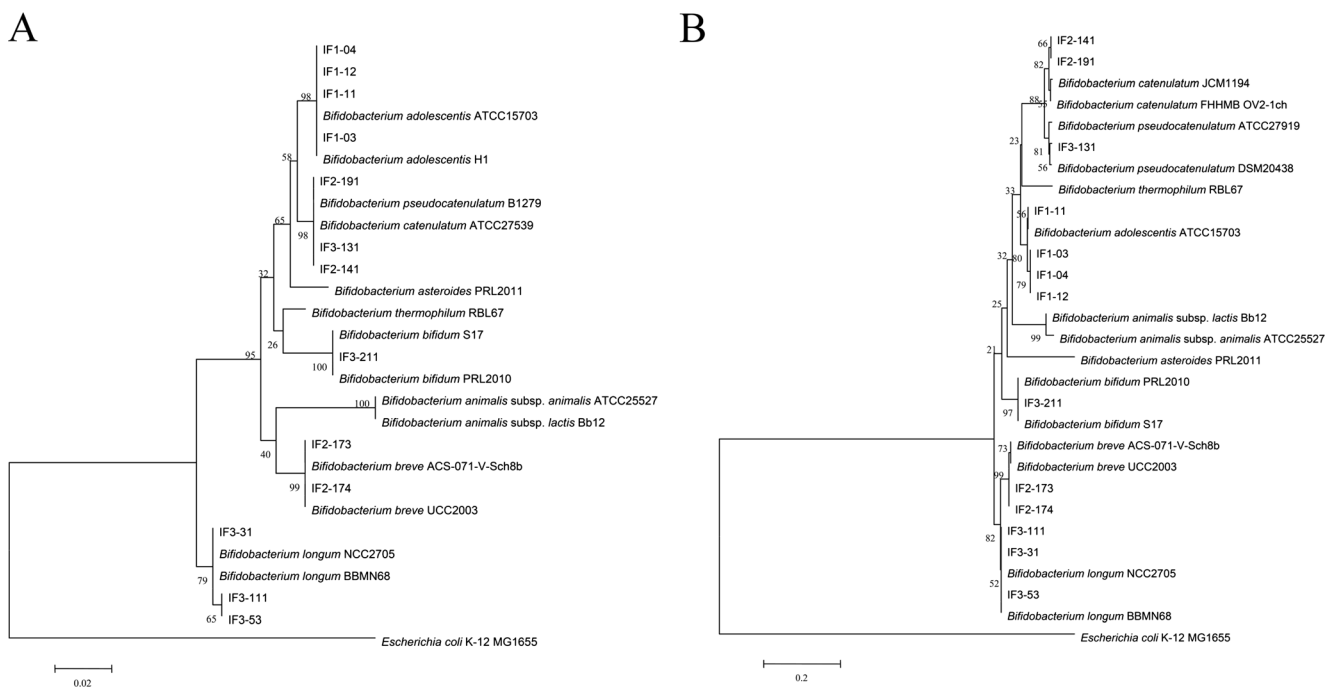 A
IF1-04
IF1-12
IF1-11
98
Bifidobacterium adolescentis ATCC15703
IF1-03
58
Bifidobacterium adolescentis H1
IF2-191
Bifidobacterium pseudocatenulatum B1279
65
Bifidobacterium catenulatum ATCC27539
98
IF3-131
IF2-141
32
Bifidobacterium asteroides PRL2011
Bifidobacterium thermophilum RBL67
Bifidobacterium bifidum S17
26
95
IF3-211
100
Bifidobacterium bifidum PRL2010
100
Bifidobacterium animalis subsp. animalis ATCC25527
Bifidobacterium animalis subsp. lactis Bb12
IF2-173
40
Bifidobacterium breve ACS-071-V-Sch8b
99
IF2-174
Bifidobacterium breve UCC2003
IF3-31
Bifidobacterium longum NCC2705
79
Bifidobacterium longum BBMN68
IF3-111
65
IF3-53
Escherichia coli K-12 MG1655
0.02
B
66
IF2-141
82
IF2-191
Bifidobacterium catenulatum JCM1194
88
55
Bifidobacterium catenulatum FHHMB OV2-1ch
Bifidobacterium pseudocatenulatum ATCC27919
23
81
IF3-131
56
Bifidobacterium pseudocatenulatum DSM20438
33
Bifidobacterium thermophilum RBL67
56
IF1-11
Bifidobacterium adolescentis ATCC15703
32
80
IF1-03
79
IF1-04
IF1-12
25
Bifidobacterium animalis subsp. lactis Bb12
99
Bifidobacterium animalis subsp. animalis ATCC25527
21
Bifidobacterium asteroides PRL2011
Bifidobacterium bifidum PRL2010
97
IF3-211
Bifidobacterium bifidum S17
73
Bifidobacterium breve ACS-071-V-Sch8b
99
Bifidobacterium breve UCC2003
IF2-173
IF2-174
82
IF3-111
IF3-31
Bifidobacterium longum NCC2705
52
IF3-53
Bifidobacterium longum BBMN68
Escherichia coli K-12 MG1655
0.2